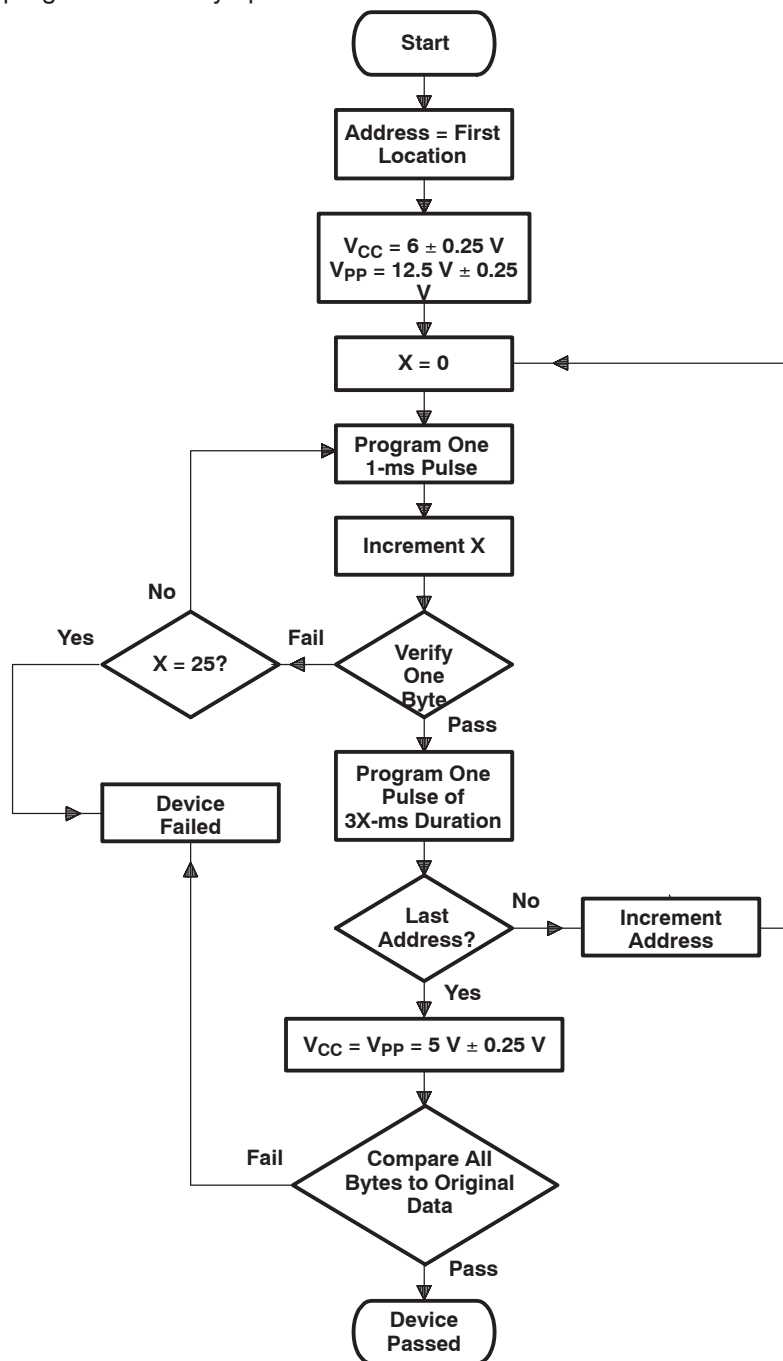 Start
Address = First
Location
VCC = 6 ± 0.25 V
VPP = 12.5 V ± 0.25
V
X = 0
Program One
1-ms Pulse
Increment X
No
Yes
X = 25?
Fail
Verify
One
Byte
Pass
Program One
Pulse of
3X-ms Duration
Device
Failed
Last
Address?
No
Increment
Address
Yes
VCC = VPP = 5 V ± 0.25 V
Fail
Compare All
Bytes to Original
Data
Pass
Device
Passed